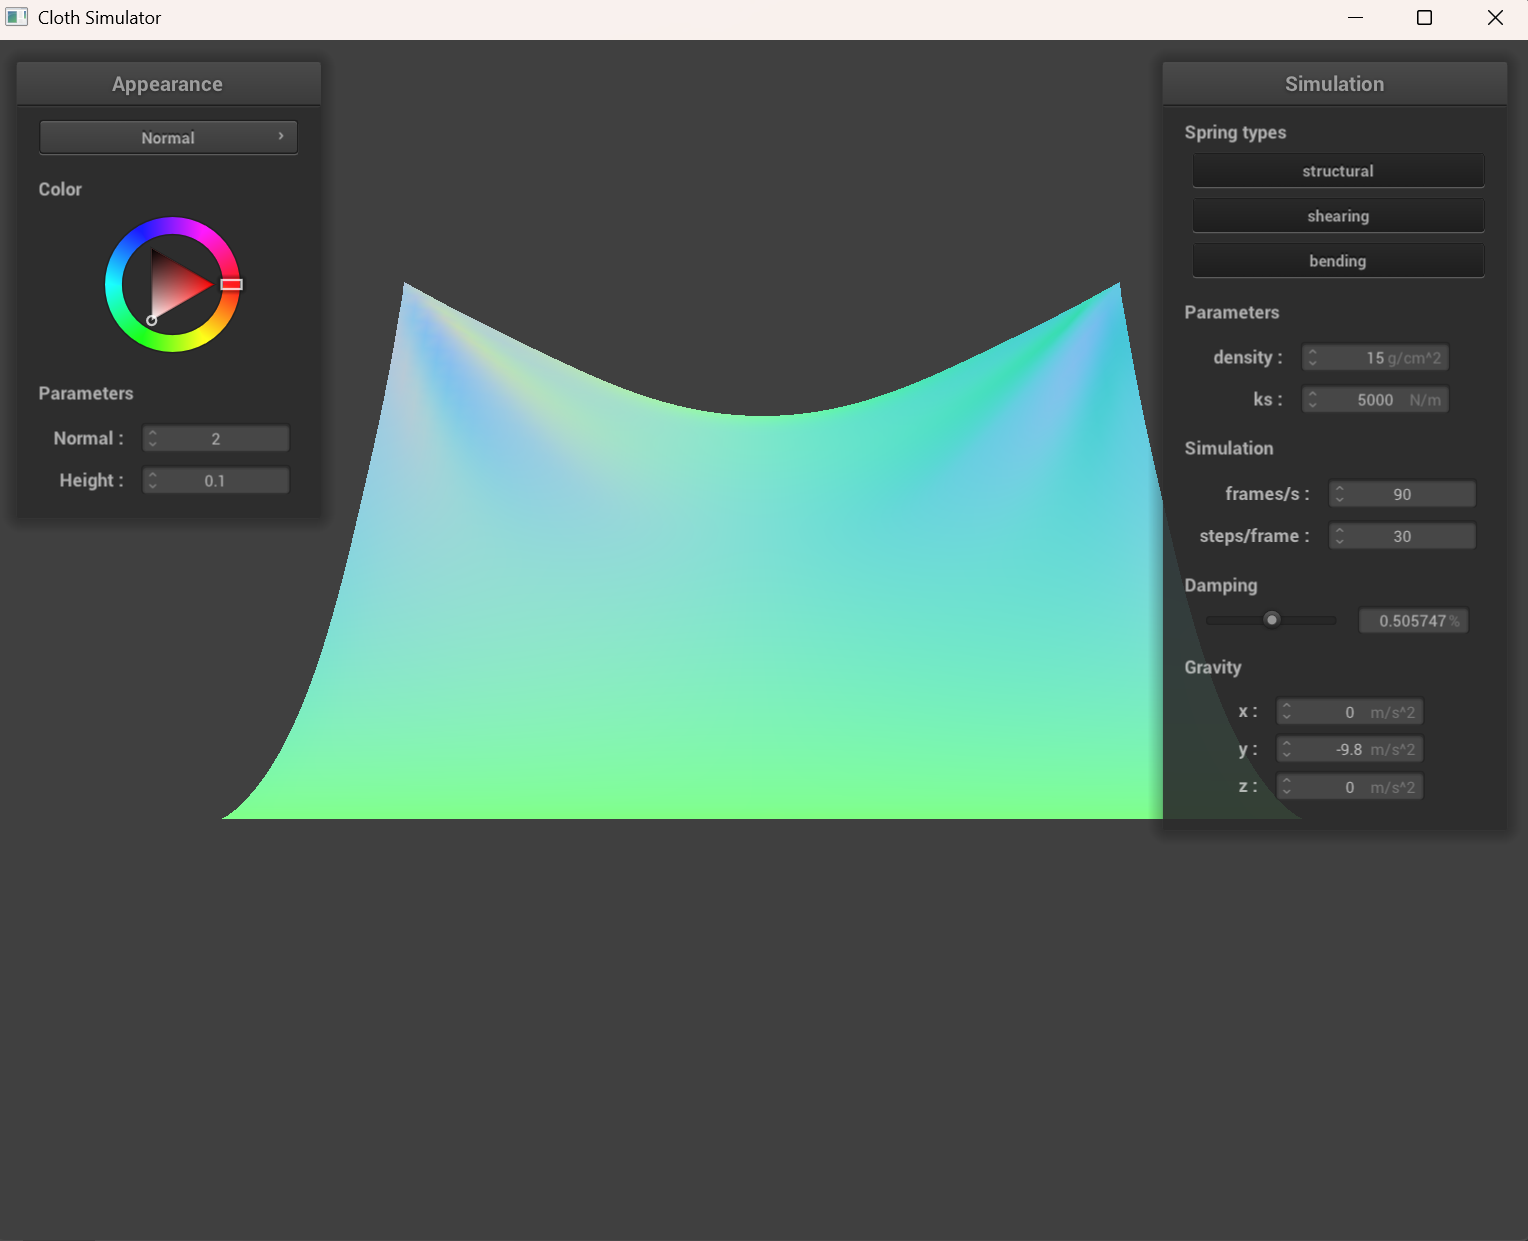 Cloth Simulator
Appearance
Normal
Color
Parameters
Normal : 2
Height : 0.1
Simulation
Spring types
structural
shearing
bending
Parameters
density : 15 g/cm^2
ks : 5000 N/m
Simulation
frames/s : 90
steps/frame : 30
Damping
0.505747 %
Gravity
x : 0 m/s^2
y : -9.8 m/s^2
z : 0 m/s^2